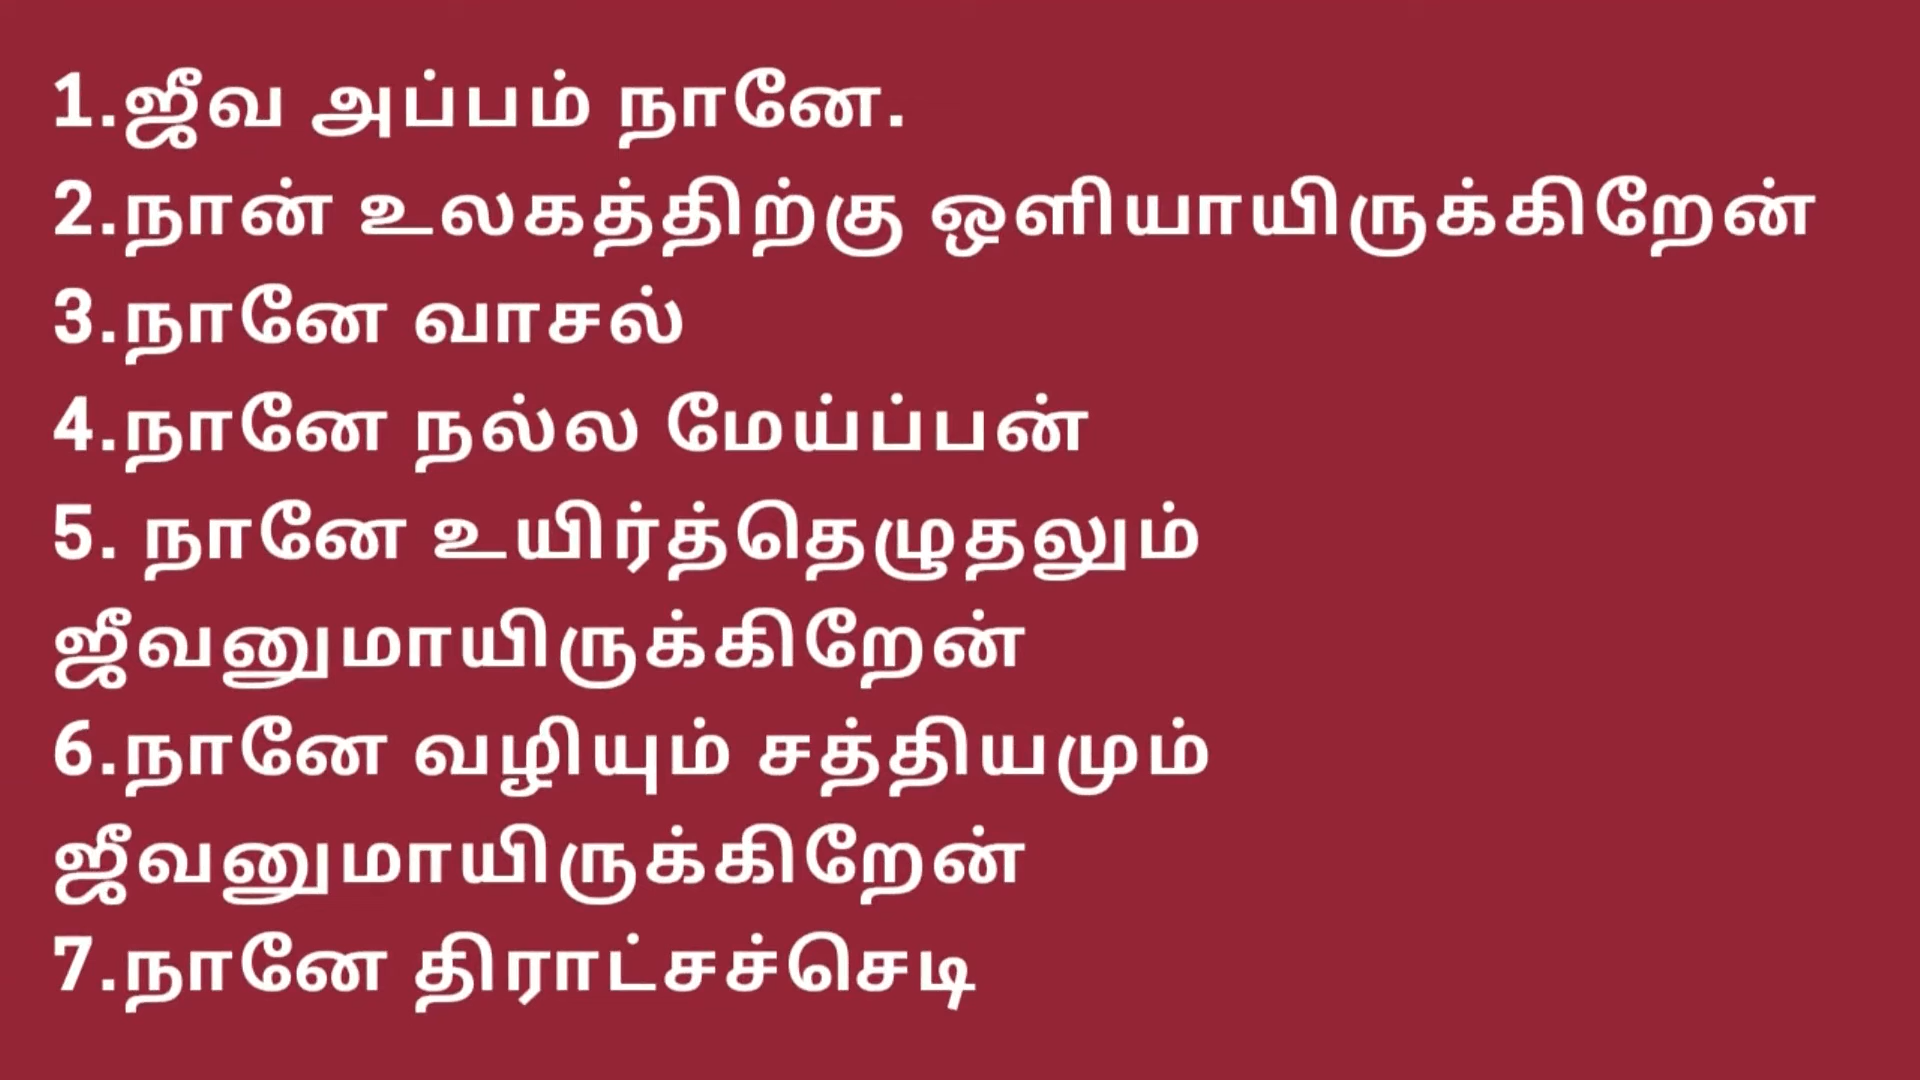 1.ஜீவ அப்பம் நானே.
2.நான் உலகத்திற்கு ஒளியாயிருக்கிறேன்
3.நானே வாசல்
4.நானே நல்ல மேய்ப்பன்
5. நானே உயிர்த்தெழுதலும்
ஜீவனுமாயிருக்கிறேன்
6.நானே வழியும் சத்தியமும்
ஜீவனுமாயிருக்கிறேன்
7.நானே திராட்சச்செடி